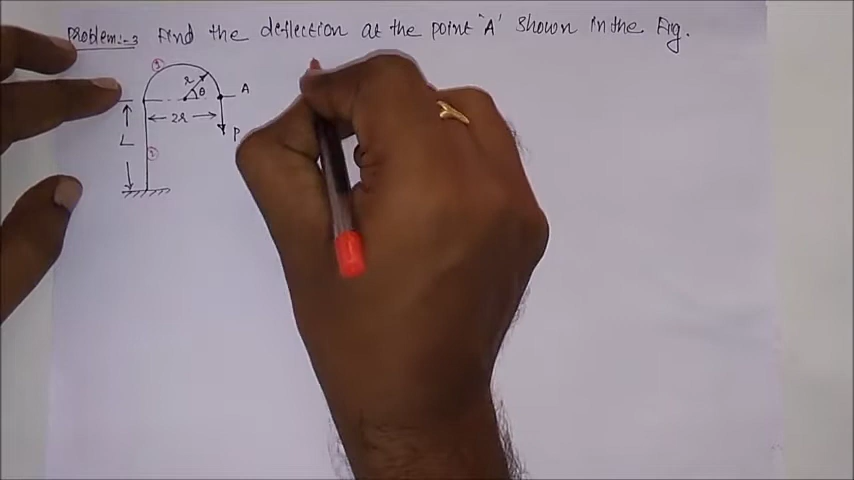 Problem:-3 Find the deflection at the point 'A' shown in the Fig.
r
θ
A
2r
P
L